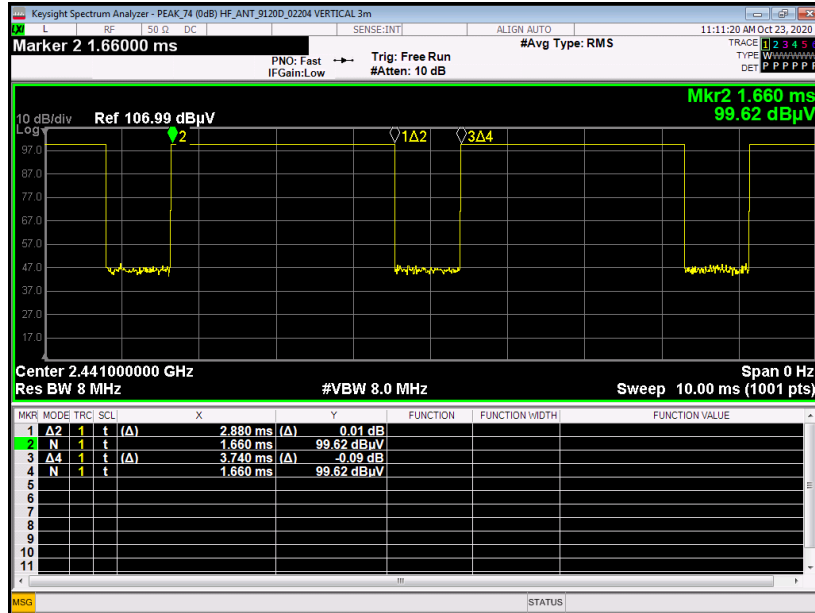 Keysight Spectrum Analyzer - PEAK_74 (0dB) HF_ANT_9120D_02204 VERTICAL 3m
LXI L RF 50 Ω DC SENSE:INT ALIGN AUTO 11:11:20 AM Oct 23, 2020
Marker 2 1.66000 ms
#Avg Type: RMS
TRACE 1 2 3 4 5 6
TYPE WWWWWW
DET P P P P P P
PNO: Fast
IFGain:Low
Trig: Free Run
#Atten: 10 dB
Mkr2 1.660 ms
99.62 dBµV
10 dB/div Ref 106.99 dBµV
Log
2 1Δ2 3Δ4
97.0
87.0
77.0
67.0
57.0
47.0
37.0
27.0
17.0
Center 2.441000000 GHz Span 0 Hz
Res BW 8 MHz #VBW 8.0 MHz Sweep 10.00 ms (1001 pts)
MKR MODE TRC SCL X Y FUNCTION FUNCTION WIDTH FUNCTION VALUE
1 Δ2 1 t (Δ) 2.880 ms (Δ) 0.01 dB
2 N 1 t 1.660 ms 99.62 dBµV
3 Δ4 1 t (Δ) 3.740 ms (Δ) -0.09 dB
4 N 1 t 1.660 ms 99.62 dBµV
5
6
7
8
9
10
11
MSG STATUS